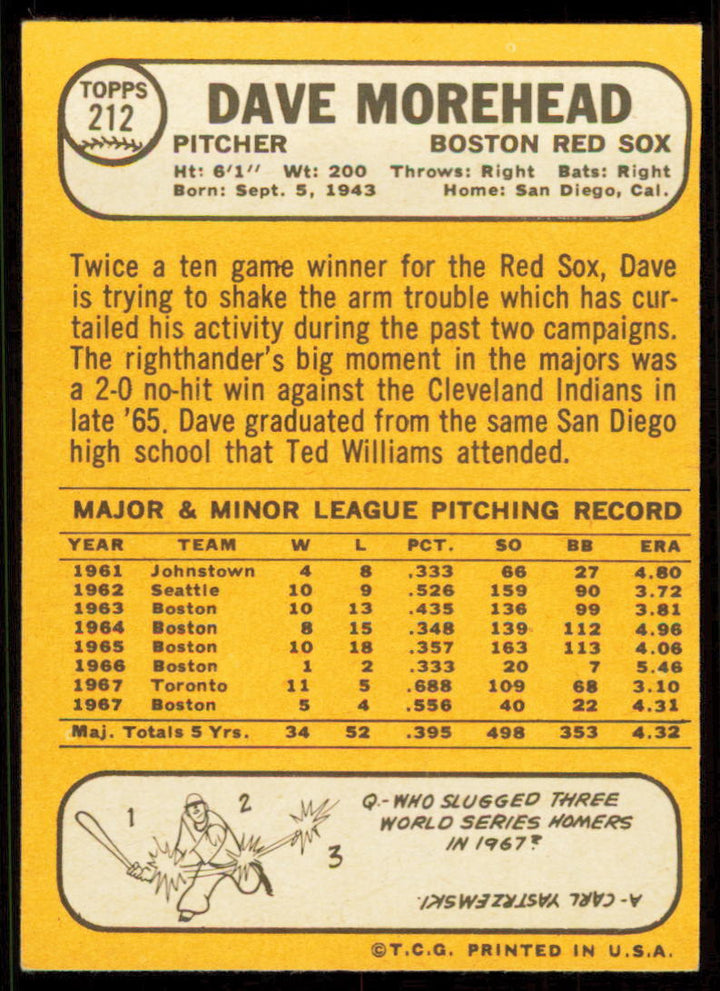 TOPPS
212
DAVE MOREHEAD
PITCHER BOSTON RED SOX
Ht: 6'1" Wt: 200 Throws: Right Bats: Right
Born: Sept. 5, 1943 Home: San Diego, Cal.
Twice a ten game winner for the Red Sox, Dave
is trying to shake the arm trouble which has cur-
tailed his activity during the past two campaigns.
The righthander's big moment in the majors was
a 2-0 no-hit win against the Cleveland Indians in
late '65. Dave graduated from the same San Diego
high school that Ted Williams attended.
MAJOR & MINOR LEAGUE PITCHING RECORD
YEAR TEAM W L PCT. SO BB ERA
1961 Johnstown 4 8 .333 66 27 4.80
1962 Seattle 10 9 .526 159 90 3.72
1963 Boston 10 13 .435 136 99 3.81
1964 Boston 8 15 .348 139 112 4.96
1965 Boston 10 18 .357 163 113 4.06
1966 Boston 1 2 .333 20 7 5.46
1967 Toronto 11 5 .688 109 68 3.10
1967 Boston 5 4 .556 40 22 4.31
Maj. Totals 5 Yrs. 34 52 .395 498 353 4.32
1 2 3
Q.-WHO SLUGGED THREE
WORLD SERIES HOMERS
IN 1967?
A-CARL YASTRZEMSKI.
©T.C.G. PRINTED IN U.S.A.